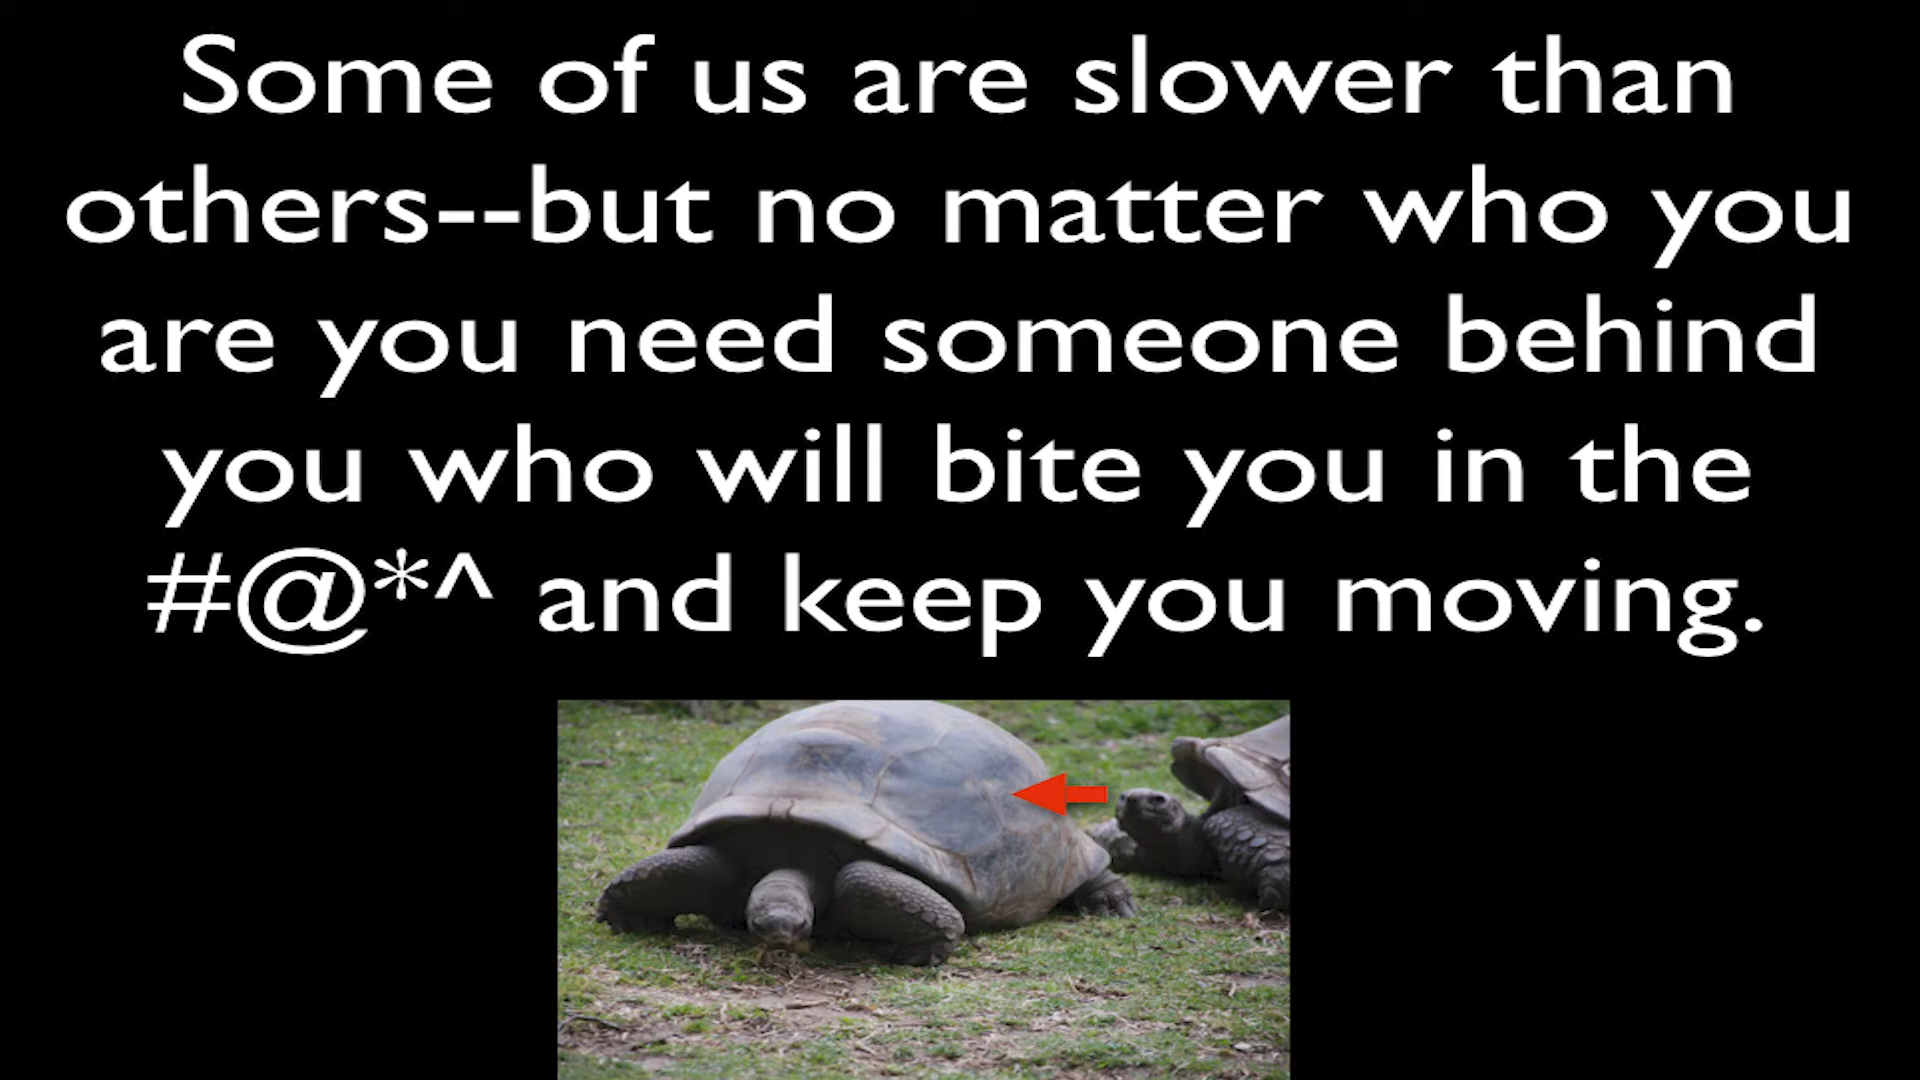 Some of us are slower than
others--but no matter who you
are you need someone behind
you who will bite you in the
#@*^ and keep you moving.